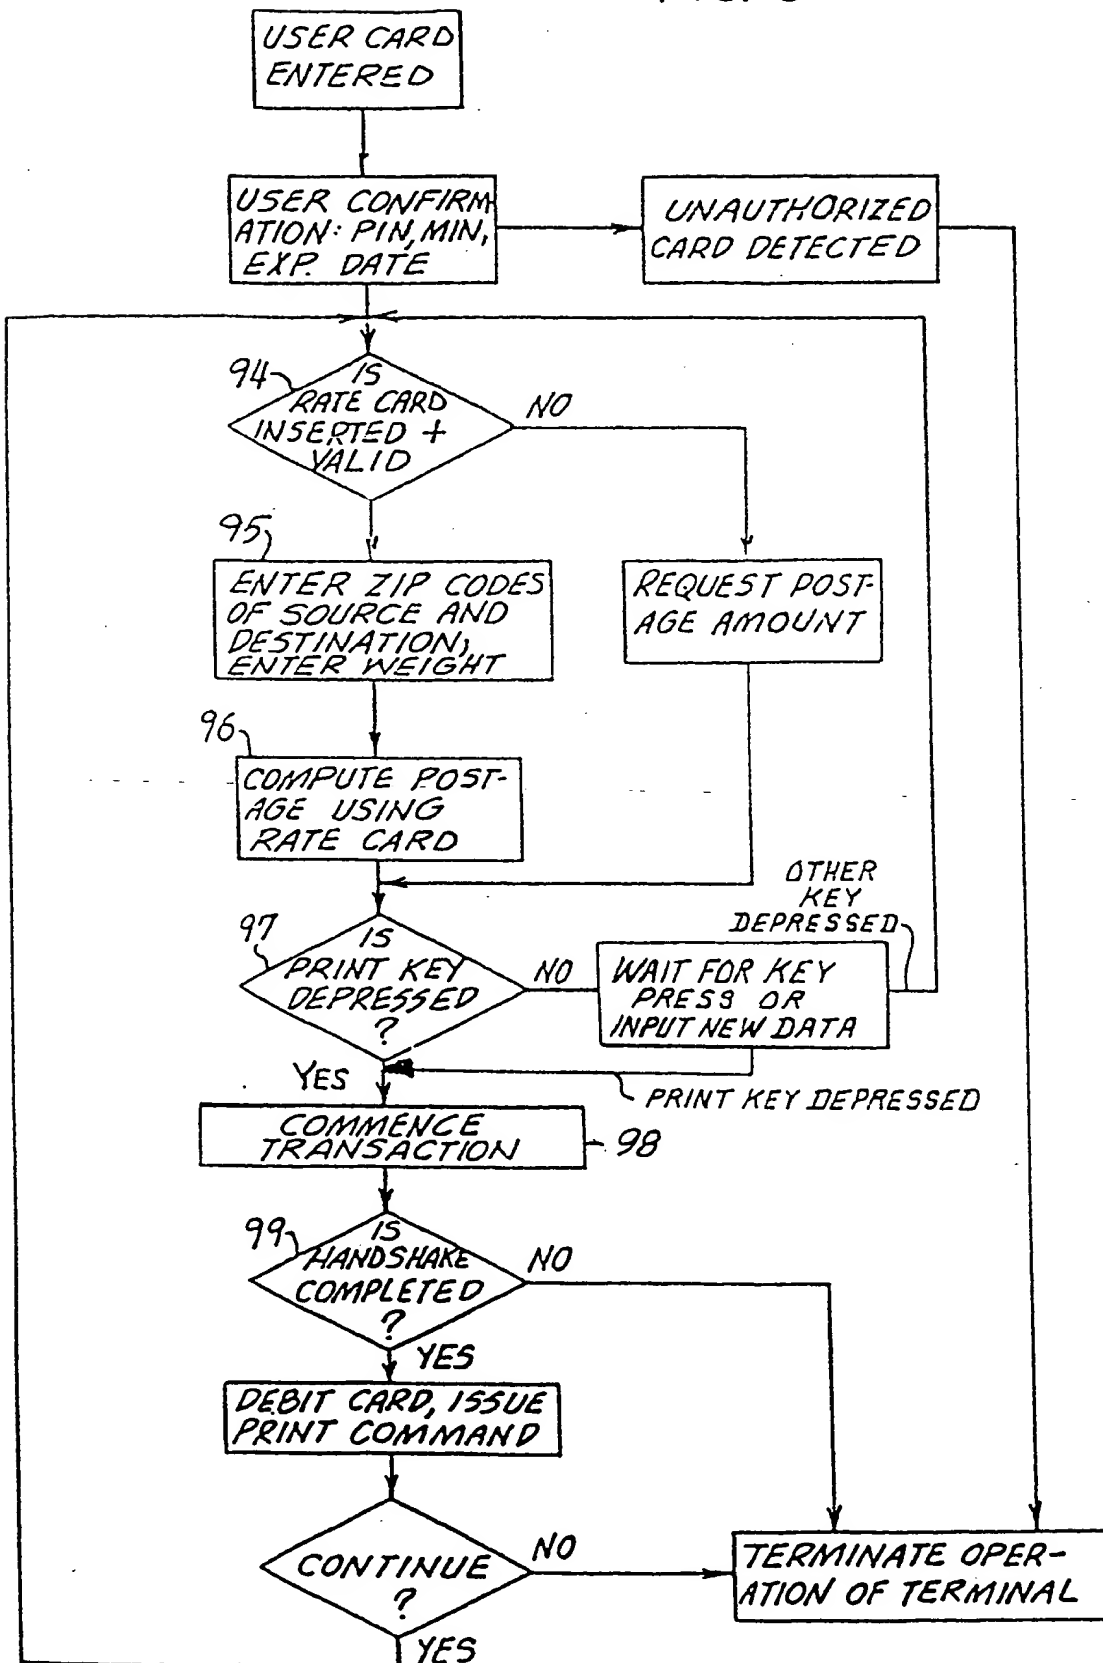 USER CARD
ENTERED
USER CONFIRM-
ATION: PIN, MIN,
EXP. DATE
UNAUTHORIZED
CARD DETECTED
94
IS
RATE CARD
INSERTED +
VALID
NO
95
ENTER ZIP CODES
OF SOURCE AND
DESTINATION,
ENTER WEIGHT
REQUEST POST-
AGE AMOUNT
96
COMPUTE POST-
AGE USING
RATE CARD
OTHER
KEY
DEPRESSED
97
IS
PRINT KEY
DEPRESSED
?
NO
WAIT FOR KEY
PRESS OR
INPUT NEW DATA
YES
PRINT KEY DEPRESSED
COMMENCE
TRANSACTION
98
99
IS
HANDSHAKE
COMPLETED
?
NO
YES
DEBIT CARD, ISSUE
PRINT COMMAND
CONTINUE
?
NO
YES
TERMINATE OPER-
ATION OF TERMINAL